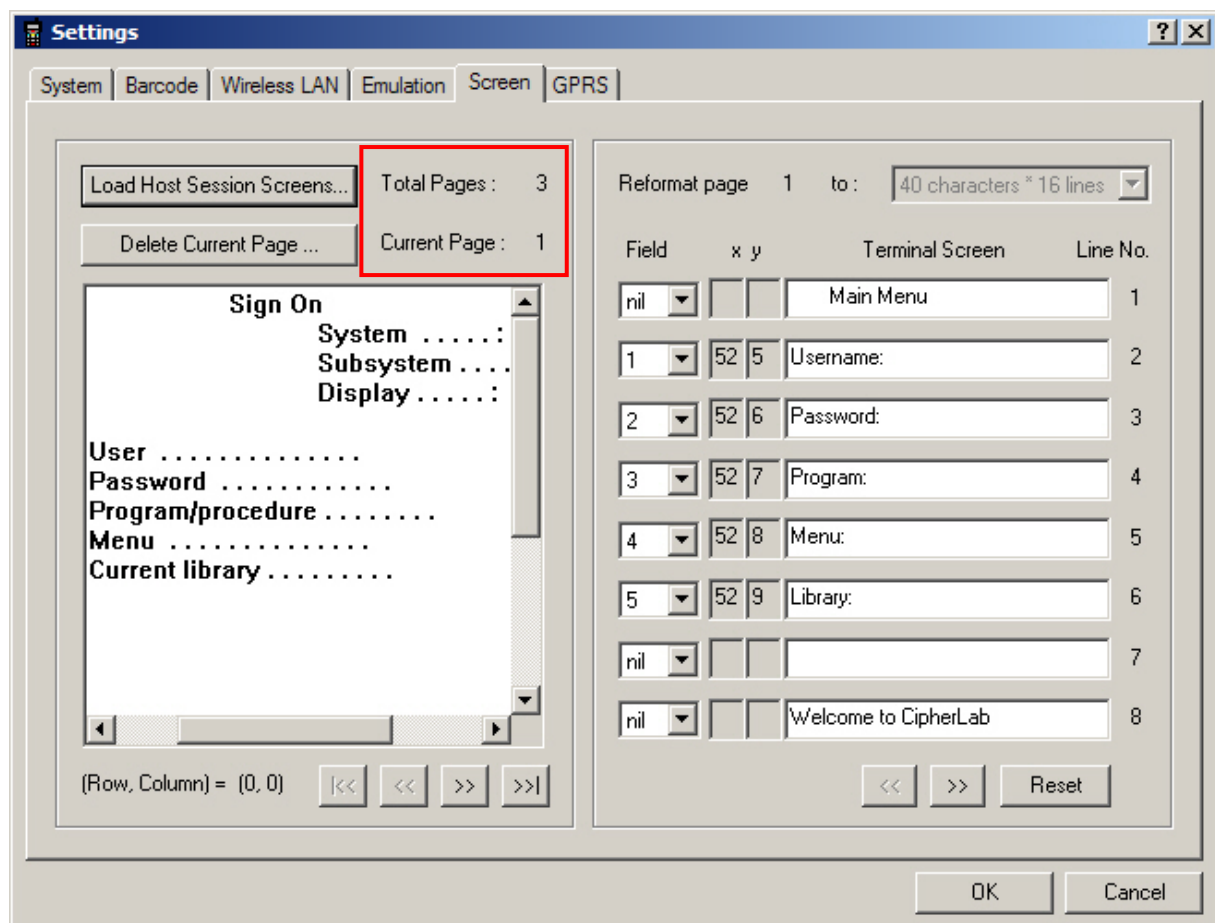 Settings
System Barcode Wireless LAN Emulation Screen GPRS
Load Host Session Screens... Total Pages : 3
Delete Current Page ... Current Page : 1
Sign On
System . . . . . :
Subsystem . . . .
Display . . . . . :
User . . . . . . . . . . . . . .
Password . . . . . . . . . . . .
Program/procedure . . . . . . . .
Menu . . . . . . . . . . . . . .
Current library . . . . . . . . .
(Row, Column) = (0, 0) |<< << >> >>|
Reformat page 1 to : 40 characters * 16 lines
Field x y Terminal Screen Line No.
nil Main Menu 1
1 52 5 Username: 2
2 52 6 Password: 3
3 52 7 Program: 4
4 52 8 Menu: 5
5 52 9 Library: 6
nil 7
nil Welcome to CipherLab 8
<< >> Reset
OK Cancel